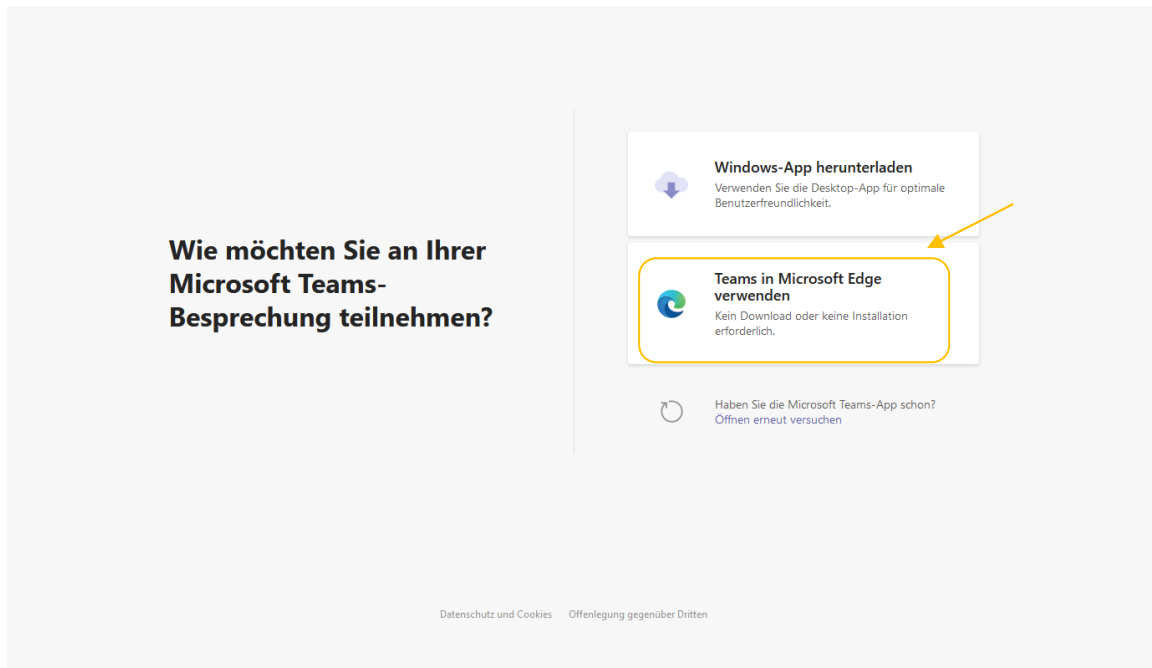 Wie möchten Sie an Ihrer
Microsoft Teams-
Besprechung teilnehmen?
Windows-App herunterladen
Verwenden Sie die Desktop-App für optimale
Benutzerfreundlichkeit.
Teams in Microsoft Edge
verwenden
Kein Download oder keine Installation
erforderlich.
Haben Sie die Microsoft Teams-App schon?
Öffnen erneut versuchen
Datenschutz und Cookies Offenlegung gegenüber Dritten